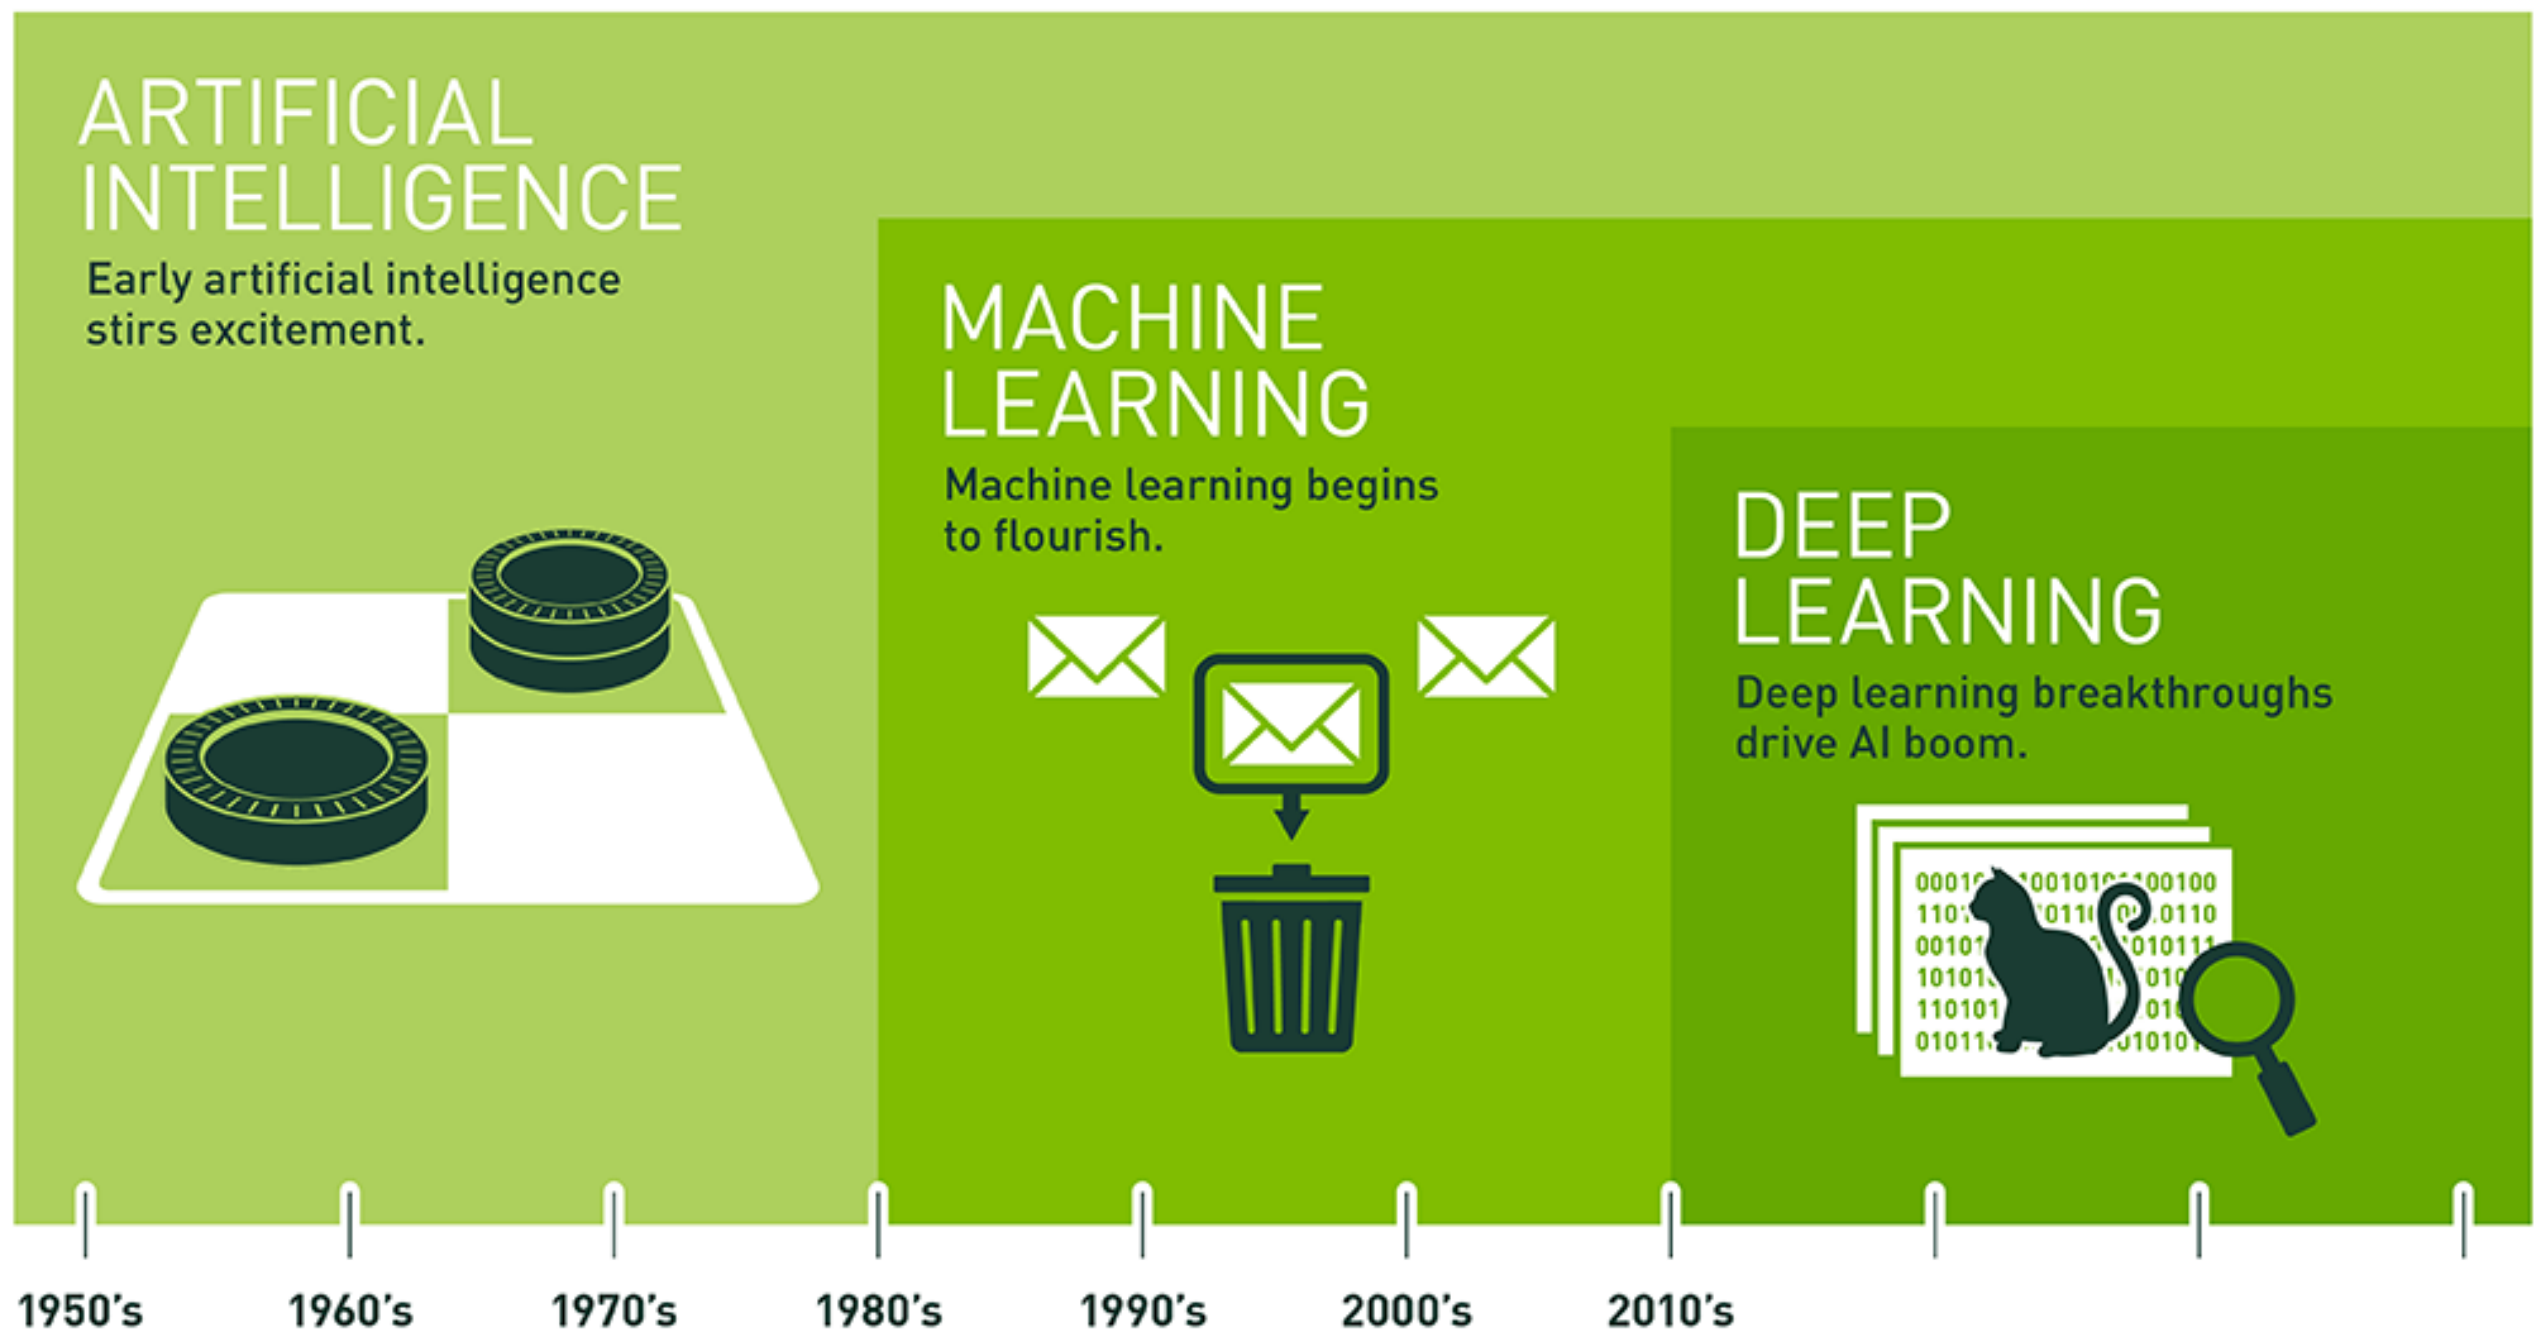 ARTIFICIAL
INTELLIGENCE
Early artificial intelligence
stirs excitement.
MACHINE
LEARNING
Machine learning begins
to flourish.
DEEP
LEARNING
Deep learning breakthroughs
drive AI boom.
1950's
1960's
1970's
1980's
1990's
2000's
2010's